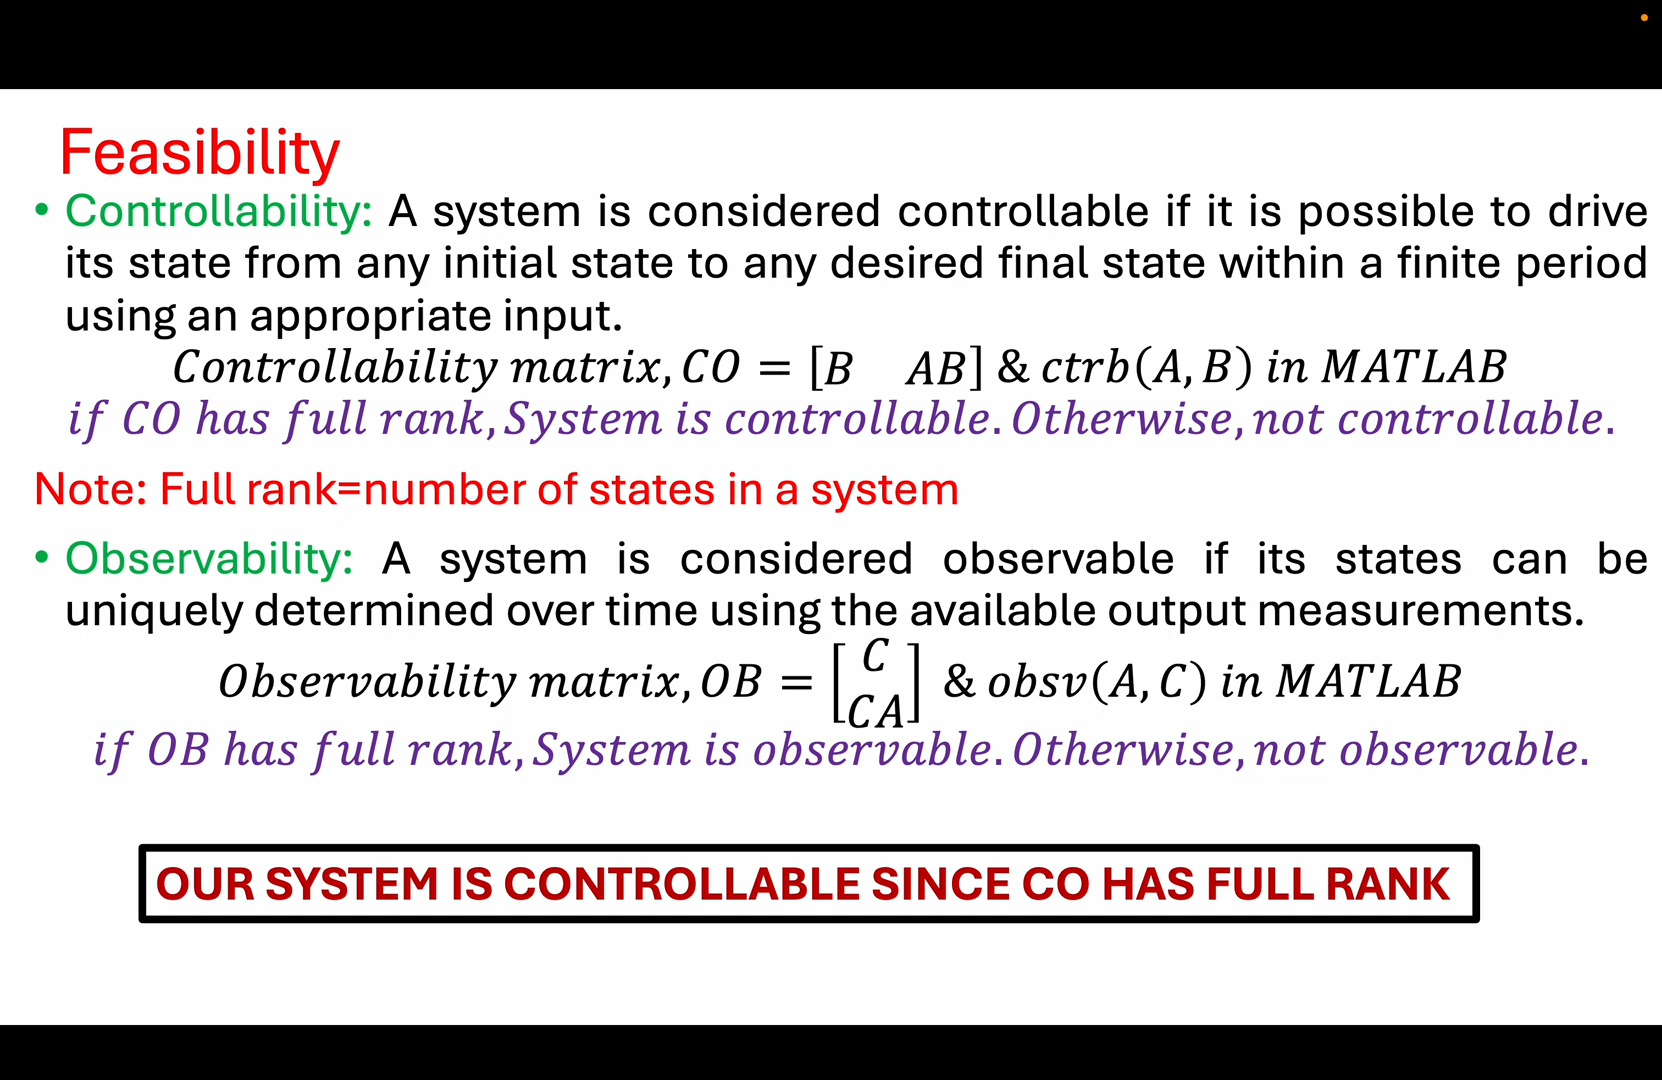 Feasibility
• Controllability: A system is considered controllable if it is possible to drive
its state from any initial state to any desired final state within a finite period
using an appropriate input.
Controllability matrix, CO = [B AB] & ctrb(A, B) in MATLAB
if CO has full rank, System is controllable. Otherwise, not controllable.
Note: Full rank=number of states in a system
• Observability: A system is considered observable if its states can be
uniquely determined over time using the available output measurements.
Observability matrix, OB = [C
CA] & obsv(A, C) in MATLAB
if OB has full rank, System is observable. Otherwise, not observable.
OUR SYSTEM IS CONTROLLABLE SINCE CO HAS FULL RANK